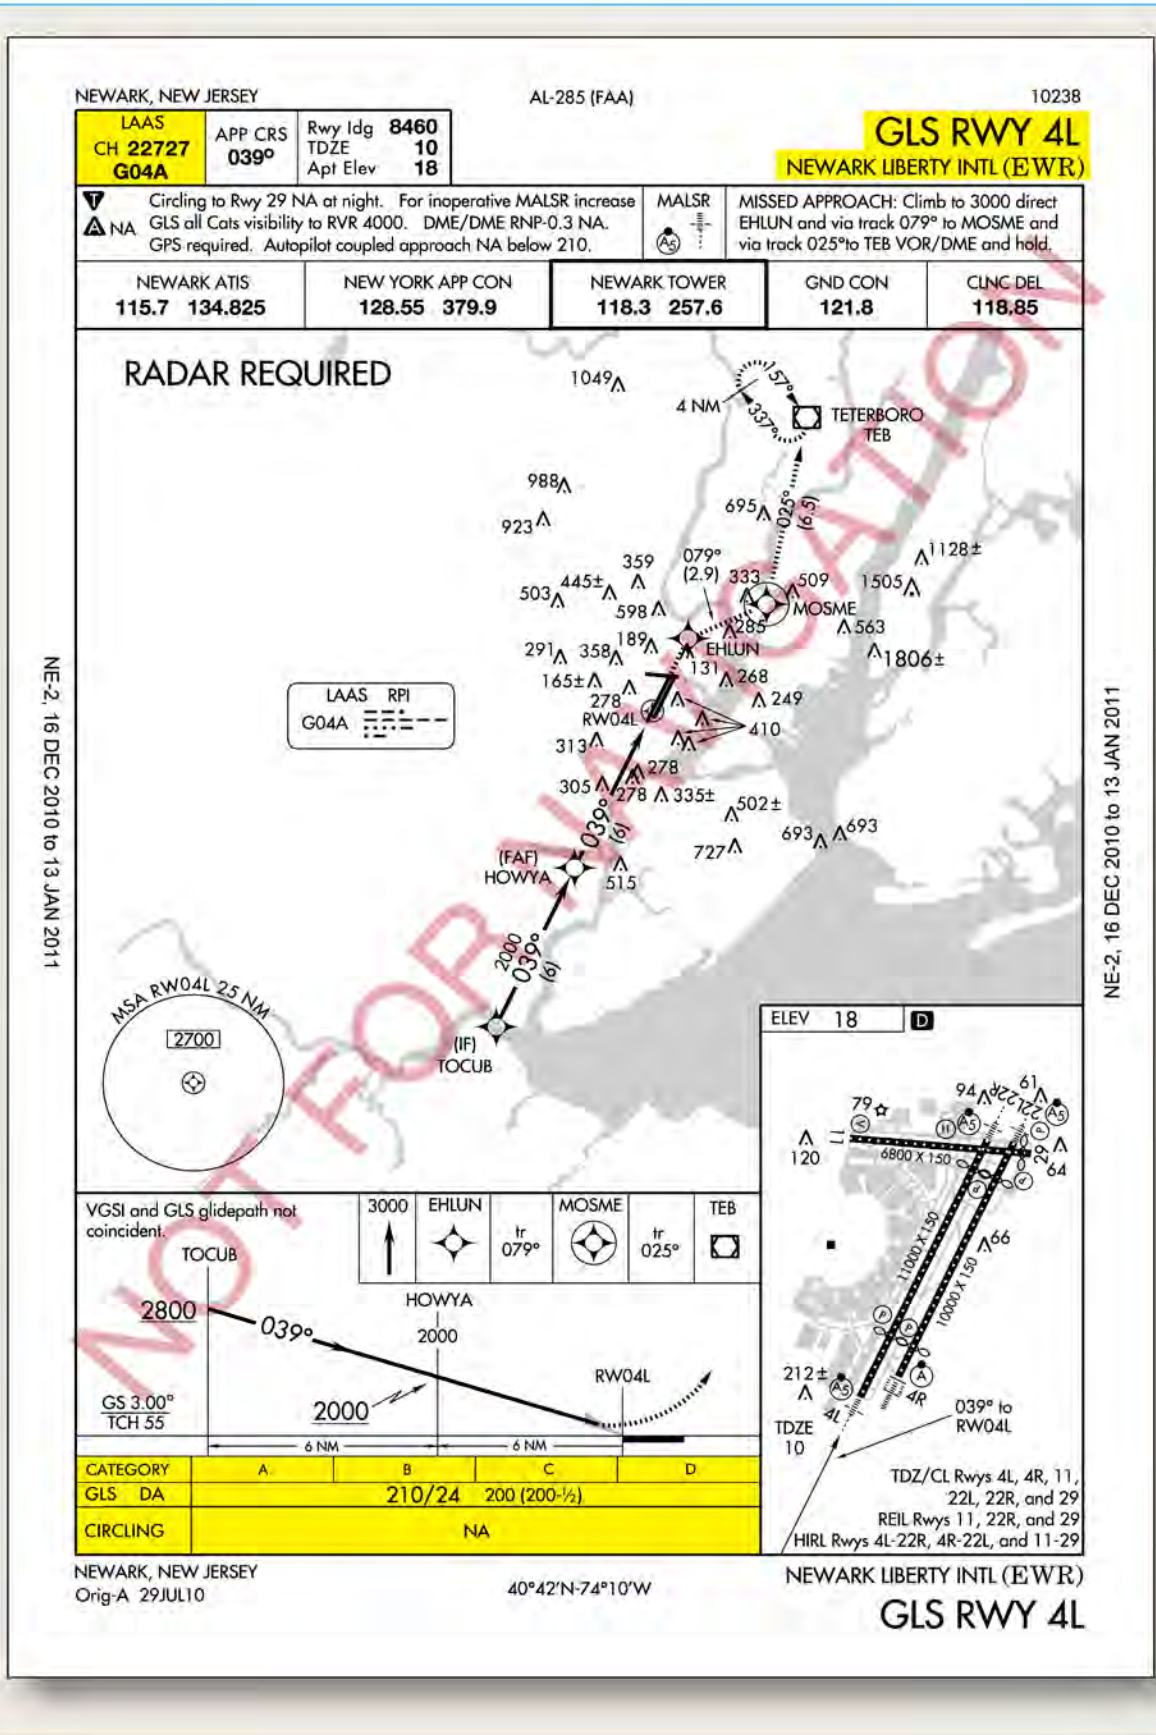 NEWARK, NEW JERSEY
AL-285 (FAA)
10238
LAAS
CH 22727
G04A
APP CRS
039°
Rwy ldg 8460
TDZE 10
Apt Elev 18
GLS RWY 4L
NEWARK LIBERTY INTL (EWR)
T
A NA
Circling to Rwy 29 NA at night. For inoperative MALSR increase
GLS all Cats visibility to RVR 4000. DME/DME RNP-0.3 NA.
GPS required. Autopilot coupled approach NA below 210.
MALSR
A5
MISSED APPROACH: Climb to 3000 direct
EHLUN and via track 079° to MOSME and
via track 025°to TEB VOR/DME and hold.
NEWARK ATIS
115.7 134.825
NEW YORK APP CON
128.55 379.9
NEWARK TOWER
118.3 257.6
GND CON
121.8
CLNC DEL
118.85
RADAR REQUIRED
NOT FOR NAVIGATION
1049
157°
4 NM
337°
TETERBORO
TEB
988
923
695
025°
(6.5)
1128±
1505
359
079°
(2.9)
333
509
MOSME
503
445±
598
285
563
189
EHLUN
1806±
291
358
131
268
165±
278
249
LAAS RPI
G04A
RW04L
410
313
278
305
278
335±
502±
039°
(6)
727
693
693
(FAF)
HOWYA
515
2000
039°
(6)
(IF)
TOCUB
MSA RW04L 25 NM
2700
NE-2, 16 DEC 2010 to 13 JAN 2011
NE-2, 16 DEC 2010 to 13 JAN 2011
ELEV 18
D
79
94
61
22R
22L
A5
A5
V
H
P
11
29
120
6800 X 150
64
P
P
11000 X 150
66
10000 X 150
P
P
212±
A5
A
4L
4R
TDZE
10
039° to
RW04L
TDZ/CL Rwys 4L, 4R, 11,
22L, 22R, and 29
REIL Rwys 11, 22R, and 29
HIRL Rwys 4L-22R, 4R-22L, and 11-29
VGSI and GLS glidepath not
coincident.
3000
EHLUN
tr
079°
MOSME
tr
025°
TEB
TOCUB
2800
039°
HOWYA
2000
2000
RW04L
GS 3.00°
TCH 55
6 NM
6 NM
CATEGORY A B C D
GLS DA 210/24 200 (200-½)
CIRCLING NA
NEWARK, NEW JERSEY
Orig-A 29JUL10
40°42'N-74°10'W
NEWARK LIBERTY INTL (EWR)
GLS RWY 4L